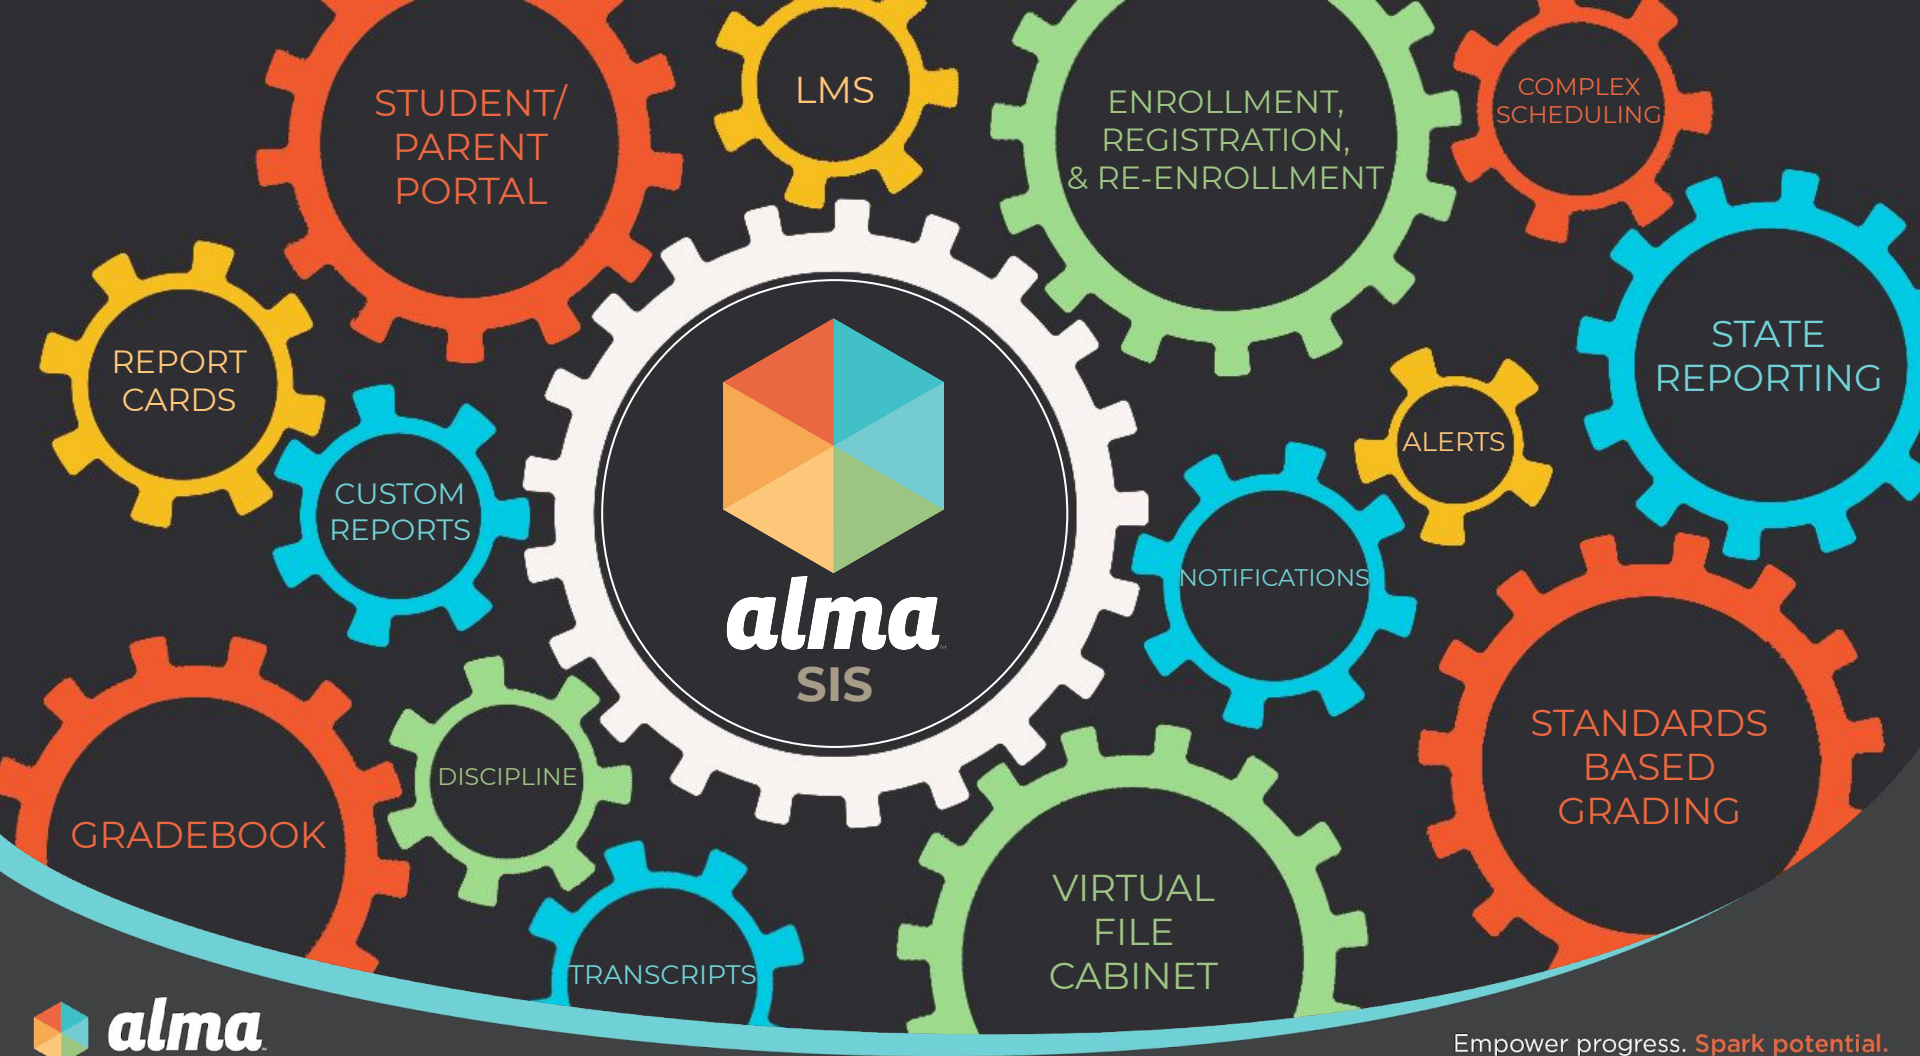 STUDENT/
PARENT
PORTAL
LMS
ENROLLMENT,
REGISTRATION,
& RE-ENROLLMENT
COMPLEX
SCHEDULING
REPORT
CARDS
CUSTOM
REPORTS
alma
SIS
ALERTS
STATE
REPORTING
NOTIFICATIONS
GRADEBOOK
DISCIPLINE
TRANSCRIPTS
VIRTUAL
FILE
CABINET
STANDARDS
BASED
GRADING
alma
Empower progress. Spark potential.